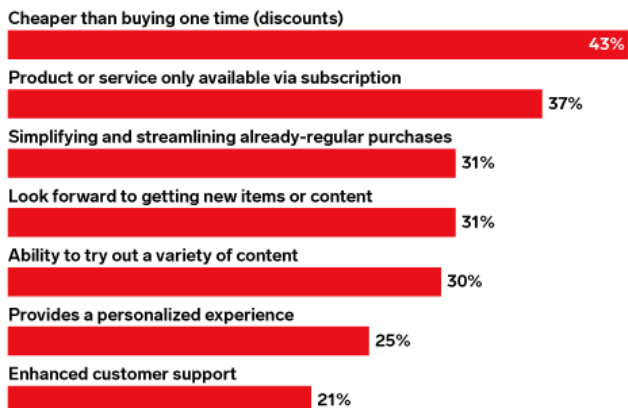 Cheaper than buying one time (discounts)
43%
Product or service only available via subscription
37%
Simplifying and streamlining already-regular purchases
31%
Look forward to getting new items or content
31%
Ability to try out a variety of content
30%
Provides a personalized experience
25%
Enhanced customer support
21%